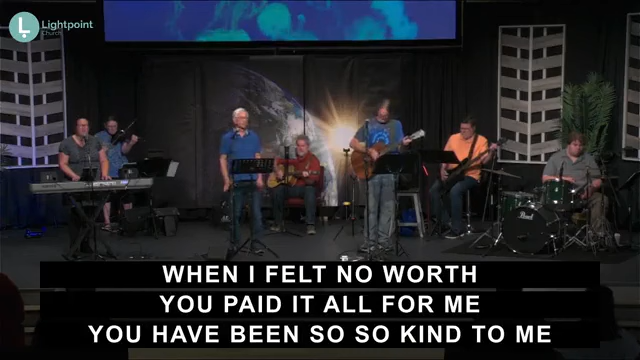 L
Lightpoint
Church
Pearl
WHEN I FELT NO WORTH
YOU PAID IT ALL FOR ME
YOU HAVE BEEN SO SO KIND TO ME